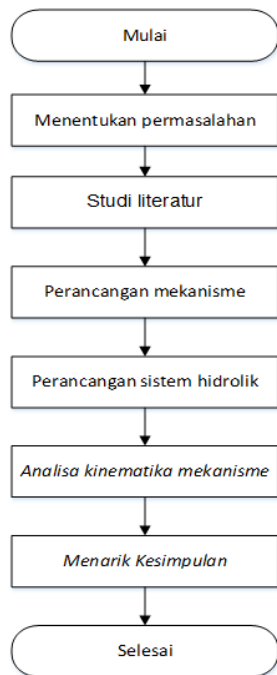 Mulai
Menentukan permasalahan
Studi literatur
Perancangan mekanisme
Perancangan sistem hidrolik
Analisa kinematika mekanisme
Menarik Kesimpulan
Selesai